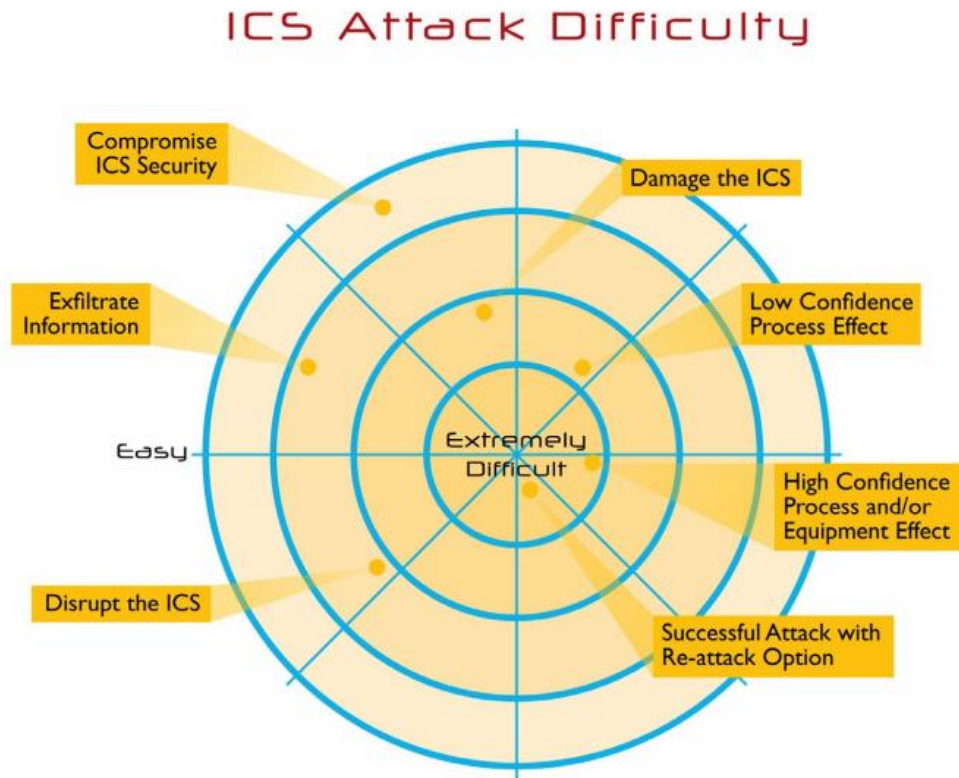 ICS Attack Difficulty
Compromise
ICS Security
Damage the ICS
Exfiltrate
Information
Low Confidence
Process Effect
Easy
Extremely
Difficult
High Confidence
Process and/or
Equipment Effect
Disrupt the ICS
Successful Attack with
Re-attack Option